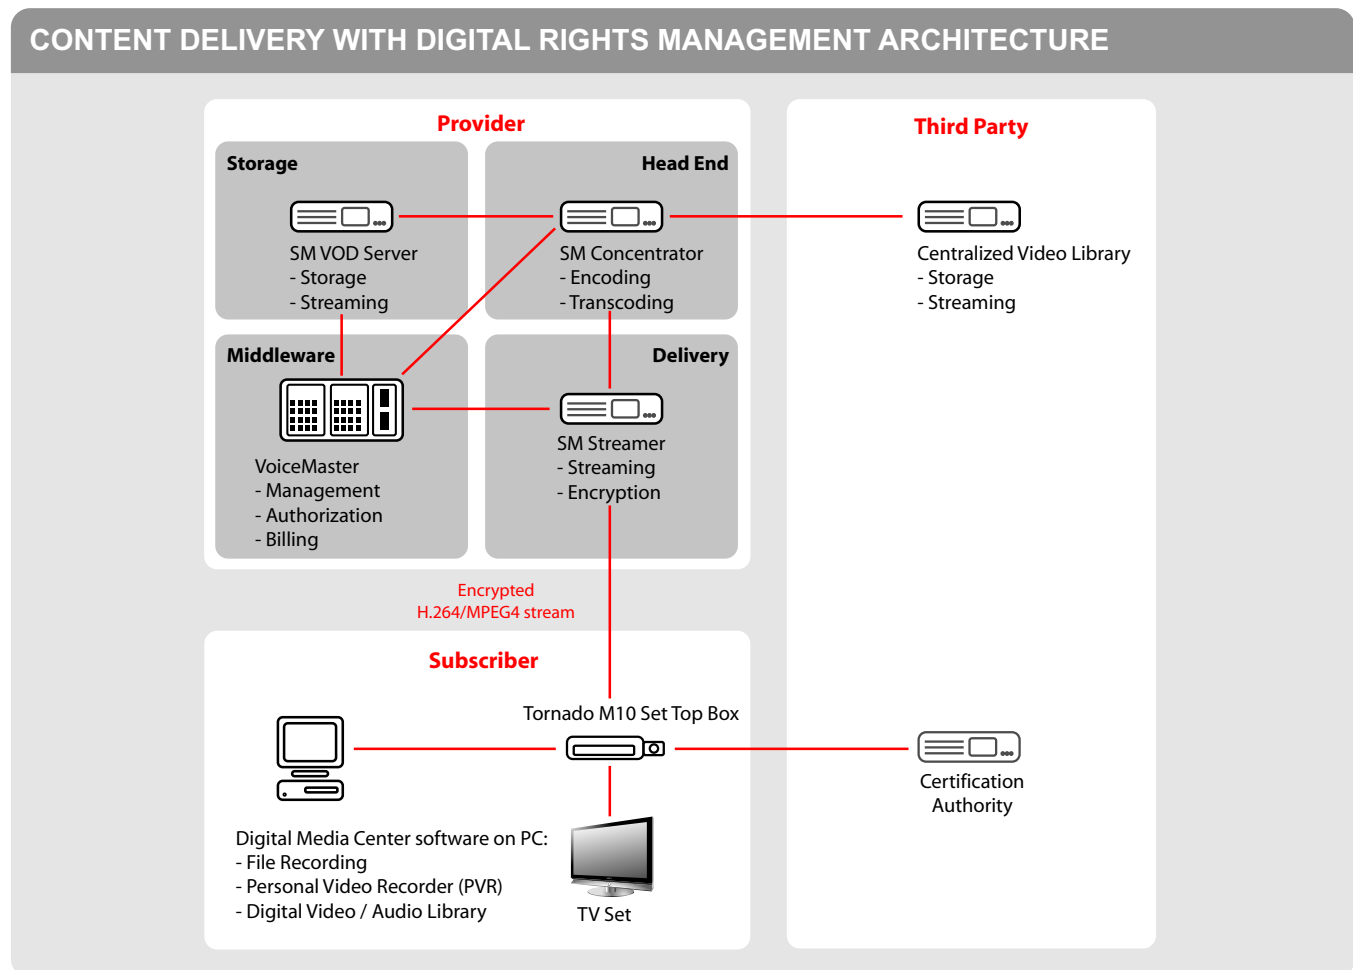 CONTENT DELIVERY WITH DIGITAL RIGHTS MANAGEMENT ARCHITECTURE
Provider
Storage
SM VOD Server
- Storage
- Streaming
Head End
SM Concentrator
- Encoding
- Transcoding
Middleware
VoiceMaster
- Management
- Authorization
- Billing
Delivery
SM Streamer
- Streaming
- Encryption
Third Party
Centralized Video Library
- Storage
- Streaming
Encrypted
H.264/MPEG4 stream
Subscriber
Tornado M10 Set Top Box
Digital Media Center software on PC:
- File Recording
- Personal Video Recorder (PVR)
- Digital Video / Audio Library
TV Set
Certification
Authority